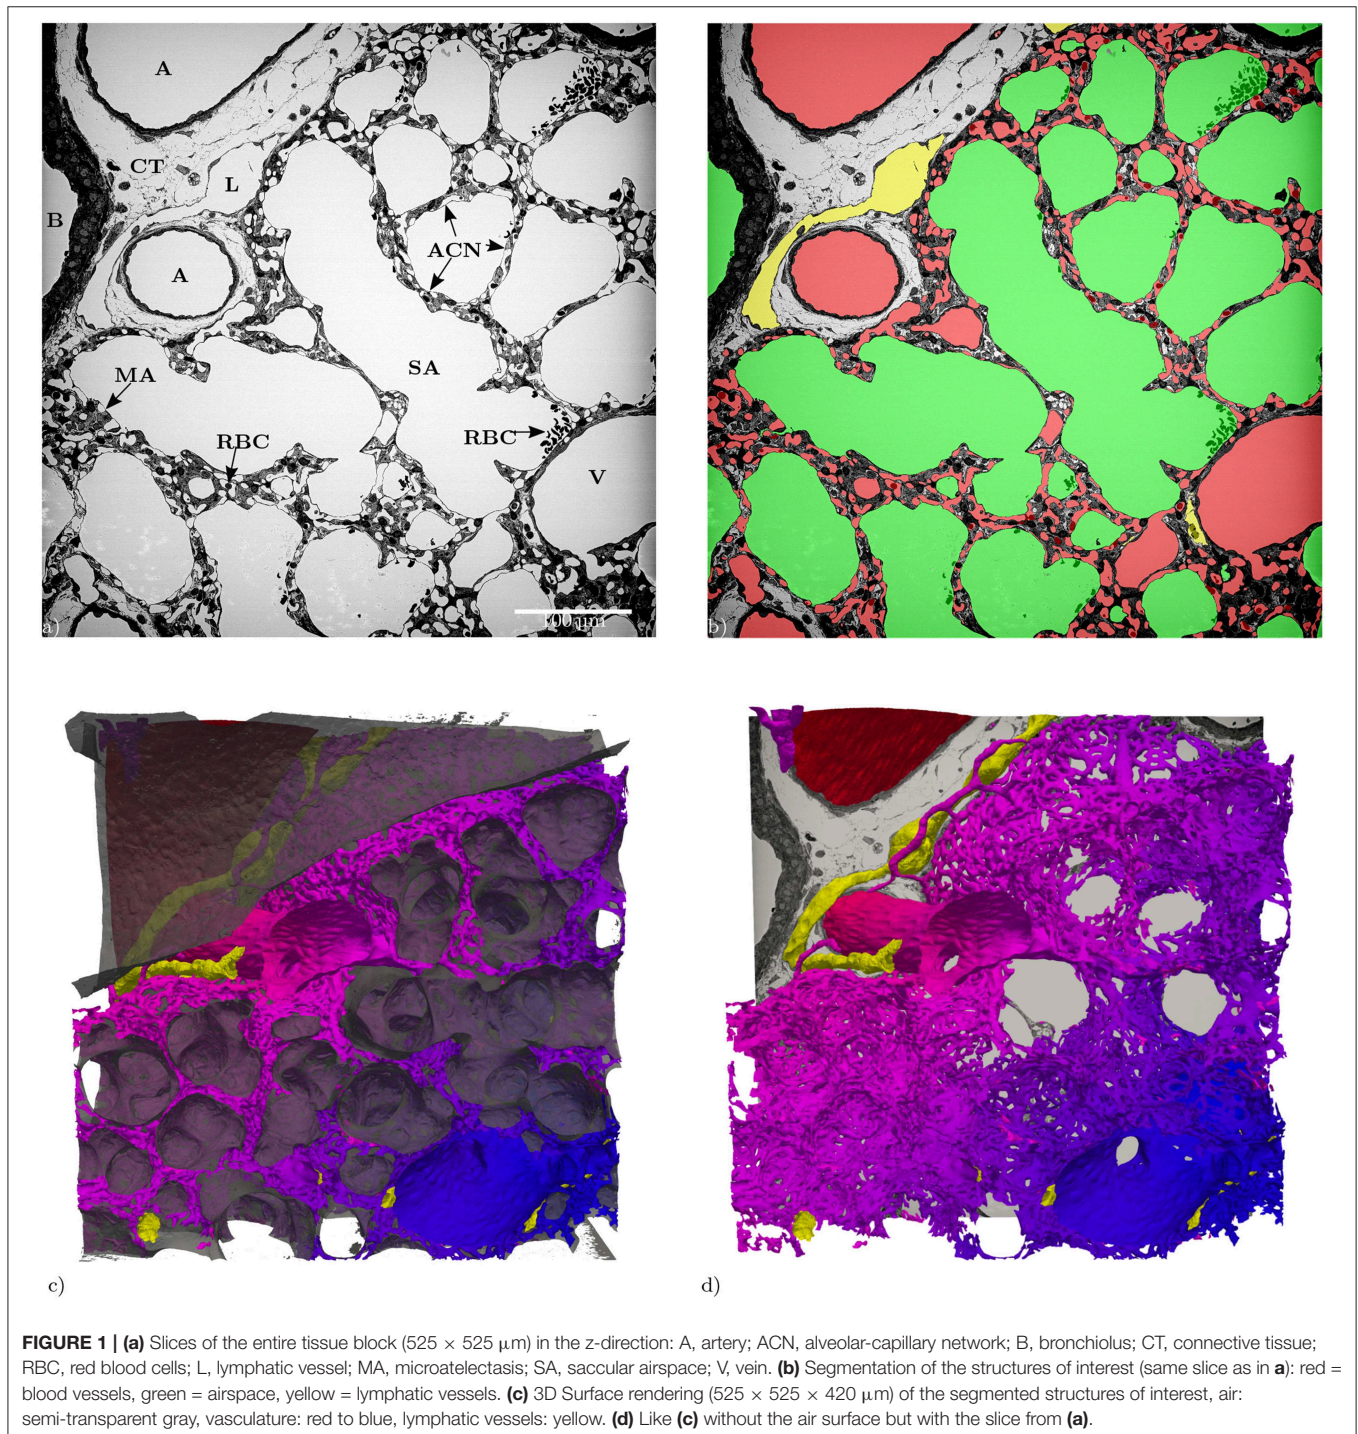 A
CT
L
B
ACN
A
SA
MA
RBC
RBC
V
100 µm
a)
b)
c)
d)
FIGURE 1 | (a) Slices of the entire tissue block (525 × 525 µm) in the z-direction: A, artery; ACN, alveolar-capillary network; B, bronchiolus; CT, connective tissue;
RBC, red blood cells; L, lymphatic vessel; MA, microatelectasis; SA, saccular airspace; V, vein. (b) Segmentation of the structures of interest (same slice as in a): red =
blood vessels, green = airspace, yellow = lymphatic vessels. (c) 3D Surface rendering (525 × 525 × 420 µm) of the segmented structures of interest, air:
semi-transparent gray, vasculature: red to blue, lymphatic vessels: yellow. (d) Like (c) without the air surface but with the slice from (a).